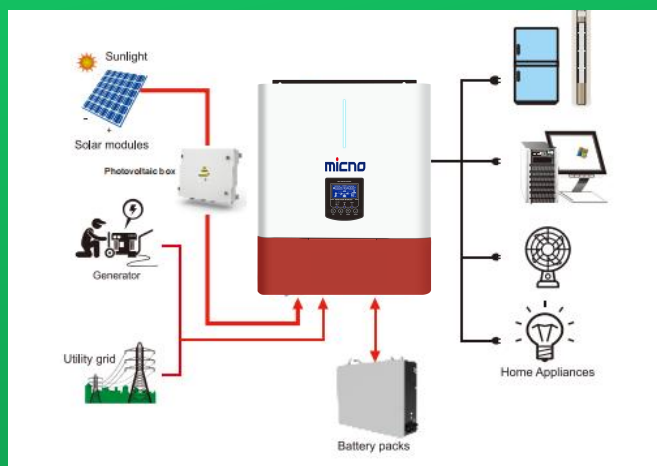 Sunlight
-
+
Solar modules
Photovoltaic box
micno
Generator
Utility grid
Battery packs
Home Appliances